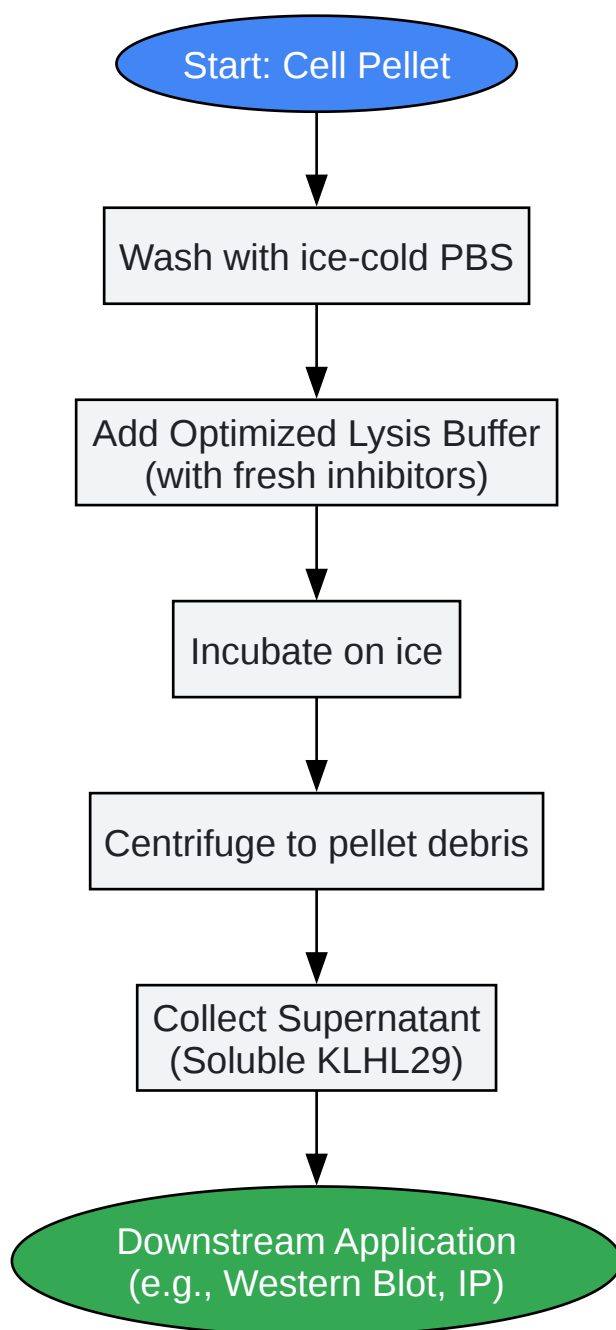 Start: Cell Pellet
Wash with ice-cold PBS
Add Optimized Lysis Buffer
(with fresh inhibitors)
Incubate on ice
Centrifuge to pellet debris
Collect Supernatant
(Soluble KLHL29)
Downstream Application
(e.g., Western Blot, IP)